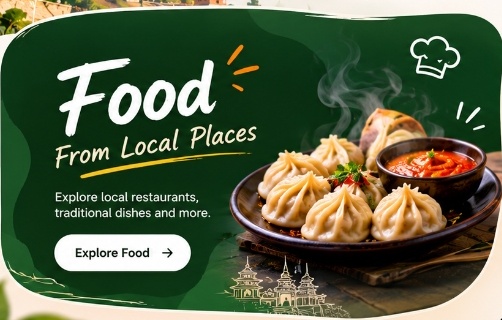 Food
From Local Places
Explore local restaurants,
traditional dishes and more.
Explore Food →